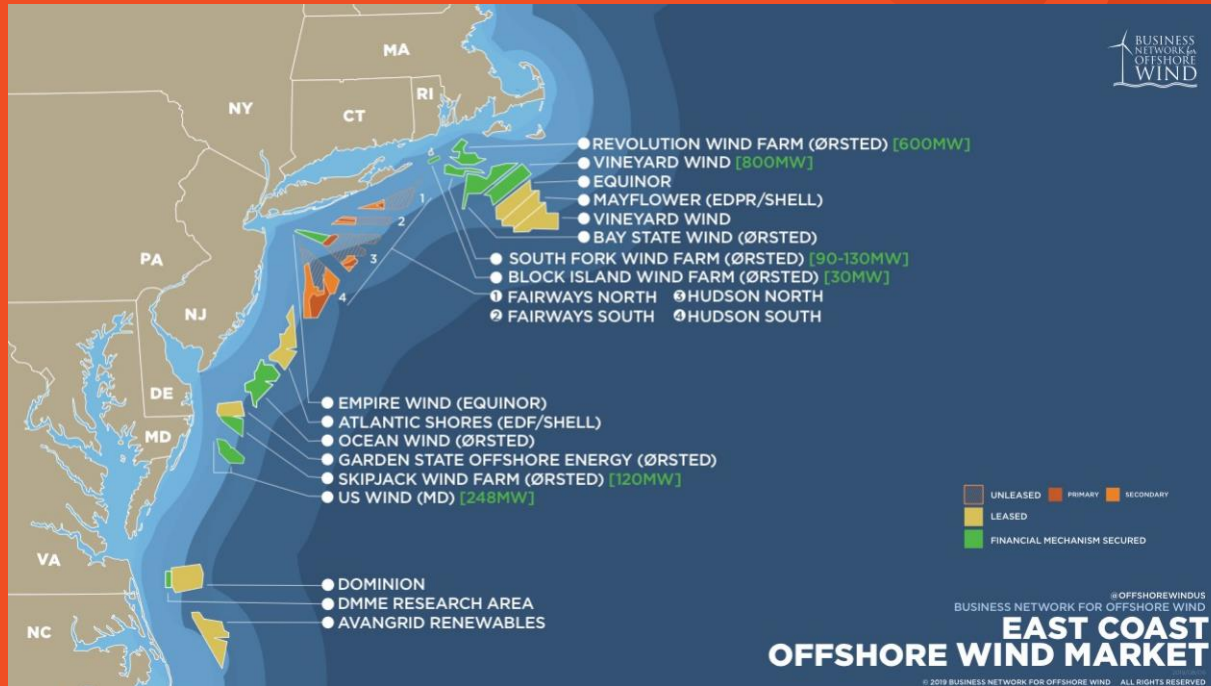 BUSINESS
NETWORK for
OFFSHORE
WIND
MA
NY
CT
RI
PA
NJ
DE
MD
VA
NC
1
2
3
4
REVOLUTION WIND FARM (ØRSTED) [600MW]
VINEYARD WIND [800MW]
EQUINOR
MAYFLOWER (EDPR/SHELL)
VINEYARD WIND
BAY STATE WIND (ØRSTED)
SOUTH FORK WIND FARM (ØRSTED) [90-130MW]
BLOCK ISLAND WIND FARM (ØRSTED) [30MW]
❶ FAIRWAYS NORTH ❸ HUDSON NORTH
❷ FAIRWAYS SOUTH ❹ HUDSON SOUTH
EMPIRE WIND (EQUINOR)
ATLANTIC SHORES (EDF/SHELL)
OCEAN WIND (ØRSTED)
GARDEN STATE OFFSHORE ENERGY (ØRSTED)
SKIPJACK WIND FARM (ØRSTED) [120MW]
US WIND (MD) [248MW]
DOMINION
DMME RESEARCH AREA
AVANGRID RENEWABLES
UNLEASED PRIMARY SECONDARY
LEASED
FINANCIAL MECHANISM SECURED
@OFFSHOREWINDUS
BUSINESS NETWORK FOR OFFSHORE WIND
EAST COAST
OFFSHORE WIND MARKET
© 2019 BUSINESS NETWORK FOR OFFSHORE WIND ALL RIGHTS RESERVED